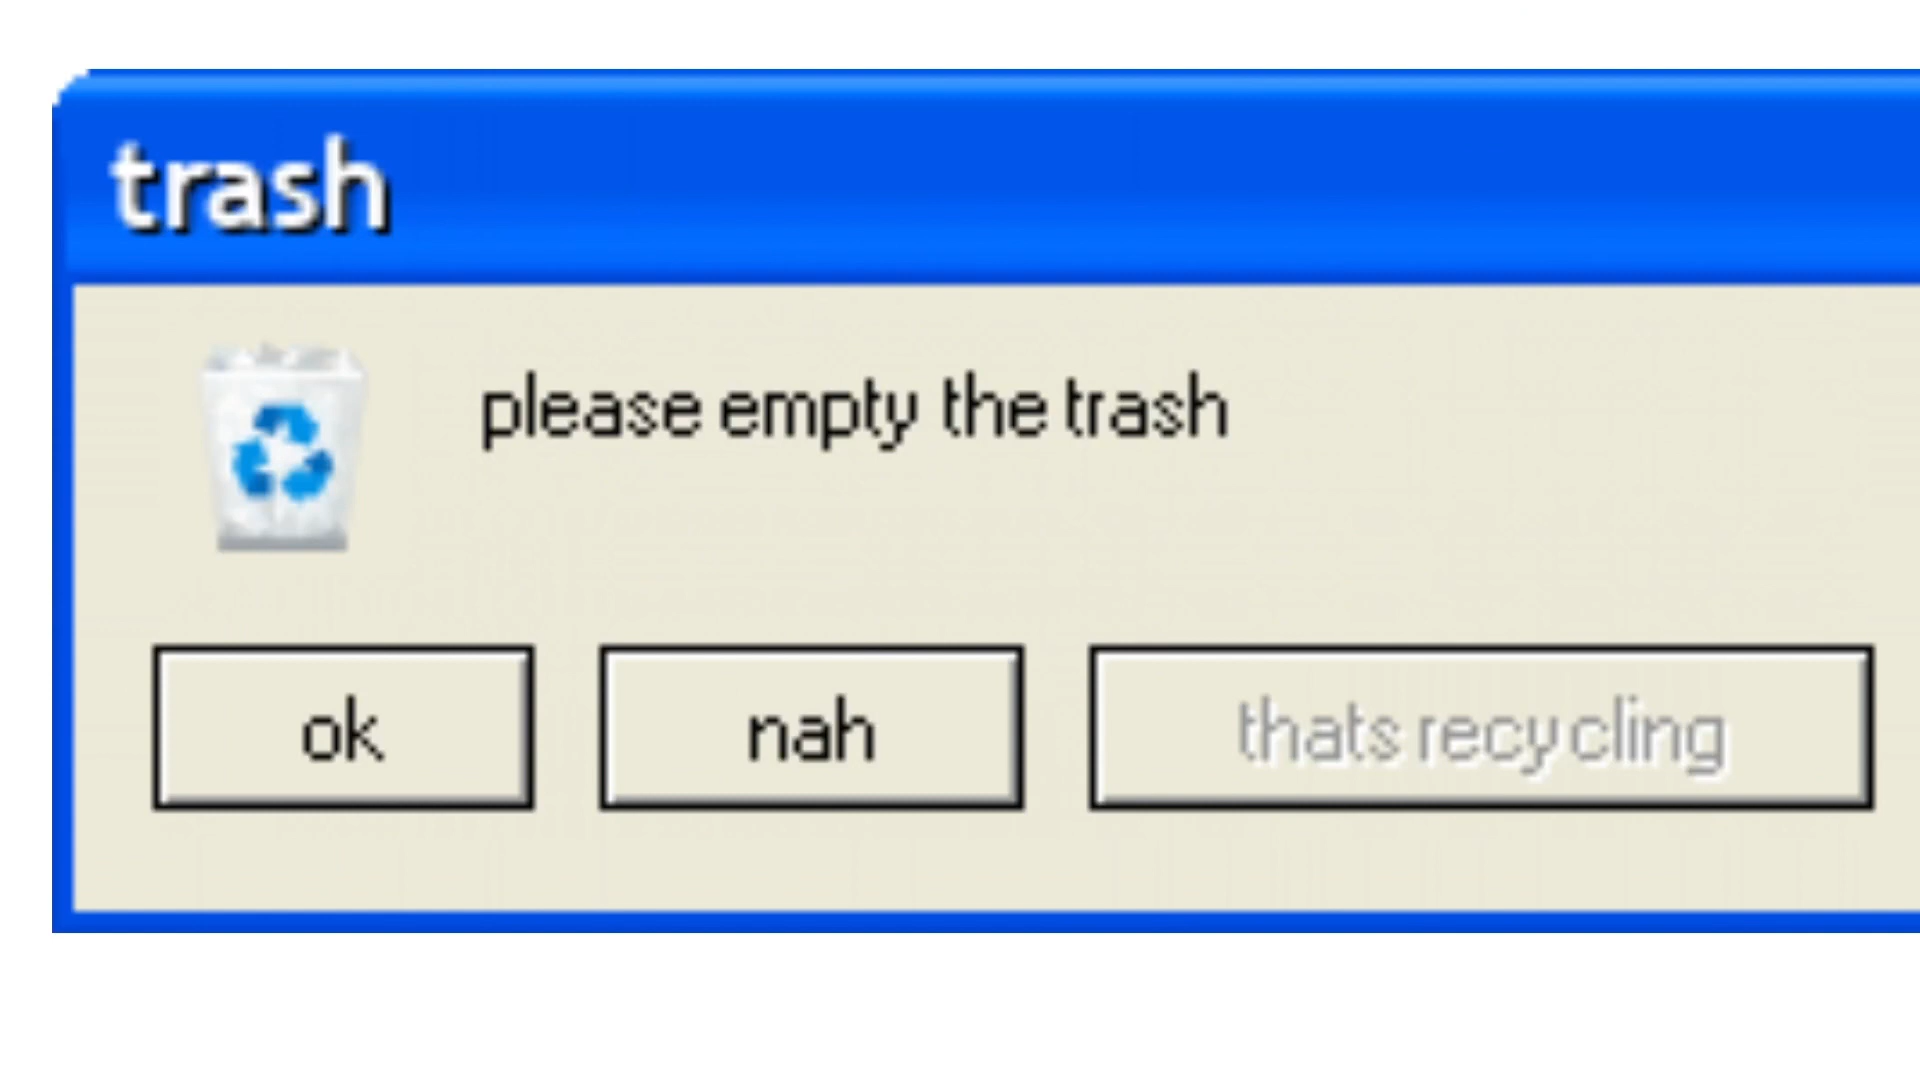 trash
please empty the trash
ok
nah
thats recycling